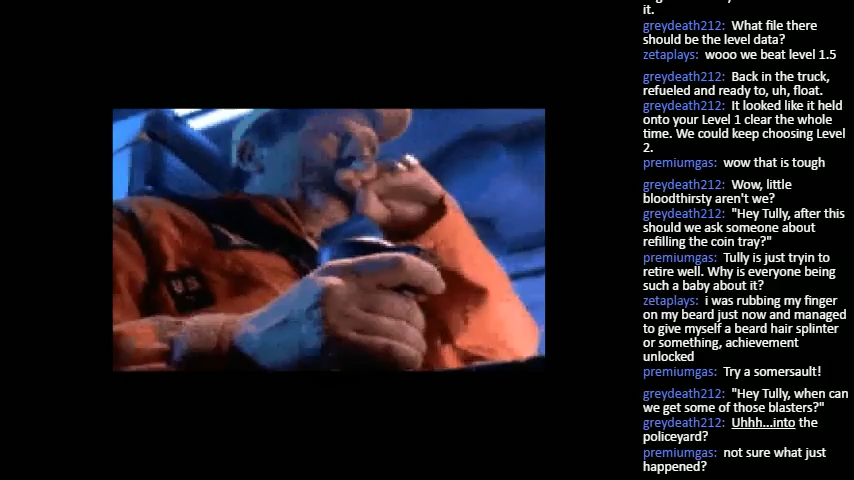 it.
greydeath212: What file there
should be the level data?
zetaplays: wooo we beat level 1.5
greydeath212: Back in the truck,
refueled and ready to, uh, float.
greydeath212: It looked like it held
onto your Level 1 clear the whole
time. We could keep choosing Level
2.
premiumgas: wow that is tough
greydeath212: Wow, little
bloodthirsty aren't we?
greydeath212: "Hey Tully, after this
should we ask someone about
refilling the coin tray?"
premiumgas: Tully is just tryin to
retire well. Why is everyone being
such a baby about it?
zetaplays: i was rubbing my finger
on my beard just now and managed
to give myself a beard hair splinter
or something, achievement
unlocked
premiumgas: Try a somersault!
greydeath212: "Hey Tully, when can
we get some of those blasters?"
greydeath212: Uhhh...into the
policeyard?
premiumgas: not sure what just
happened?